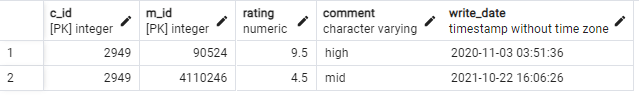 c_id m_id rating comment write_date
[PK] integer [PK] integer numeric character varying timestamp without time zone
1 2949 90524 9.5 high 2020-11-03 03:51:36
2 2949 4110246 4.5 mid 2021-10-22 16:06:26